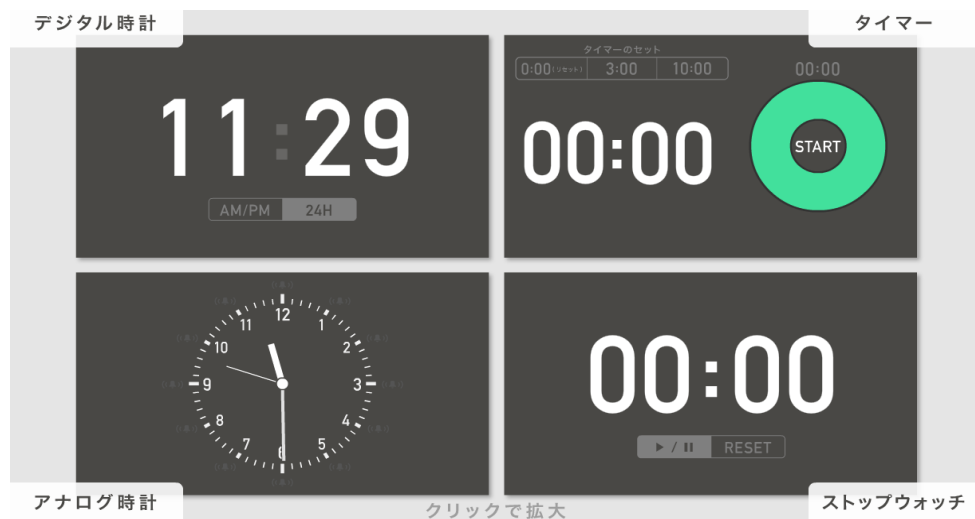 デジタル時計
タイマー
11:29
AM/PM 24H
タイマーのセット
0:00(リセット) 3:00 10:00
00:00
00:00
START
12
1
2
3
4
5
6
7
8
9
10
11
00:00
▶ / II RESET
アナログ時計
クリックで拡大
ストップウォッチ